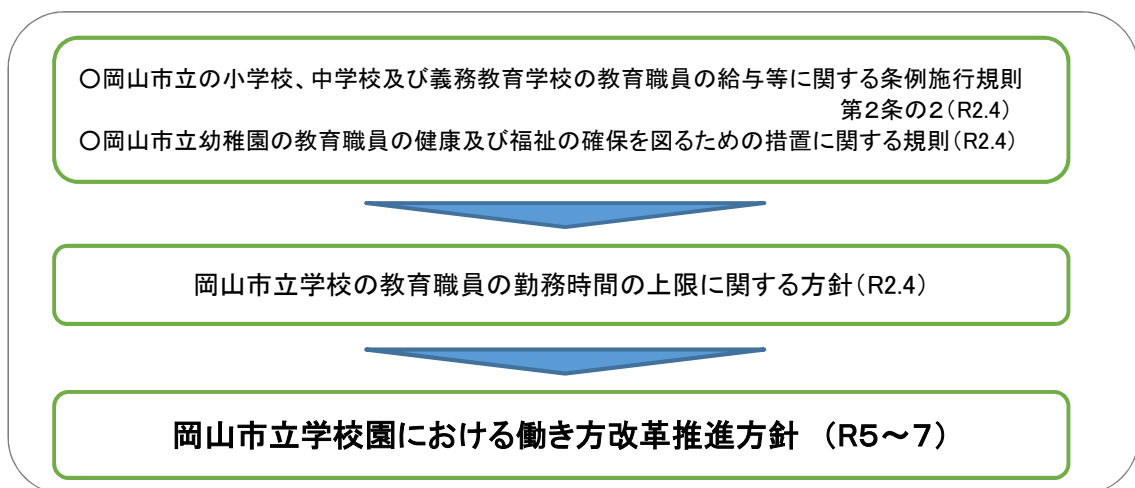 ○岡山市立の小学校、中学校及び義務教育学校の教育職員の給与等に関する条例施行規則
第2条の2(R2.4)
○岡山市立幼稚園の教育職員の健康及び福祉の確保を図るための措置に関する規則(R2.4)
岡山市立学校の教育職員の勤務時間の上限に関する方針(R2.4)
岡山市立学校園における働き方改革推進方針 (R5~7)